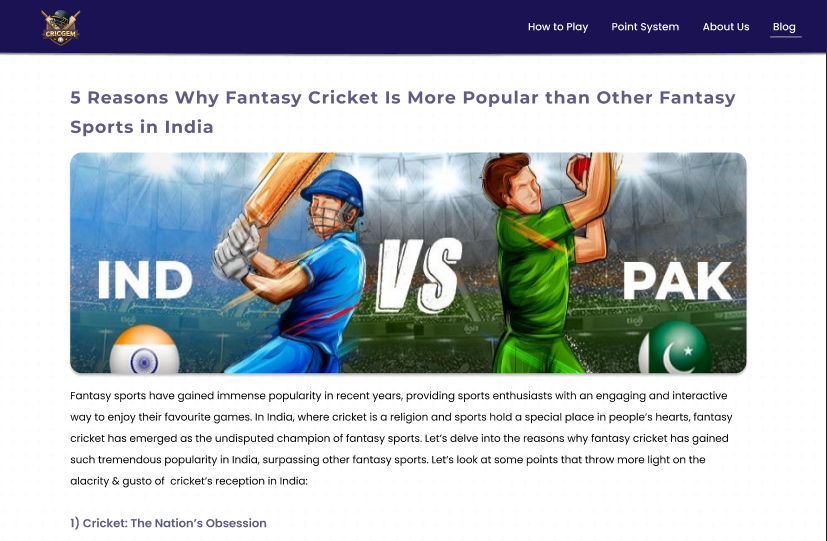 CRICGEM
How to Play
Point System
About Us
Blog
5 Reasons Why Fantasy Cricket Is More Popular than Other Fantasy
Sports in India
IND
VS
PAK
tigo
tigo
tigo
Fantasy sports have gained immense popularity in recent years, providing sports enthusiasts with an engaging and interactive
way to enjoy their favourite games. In India, where cricket is a religion and sports hold a special place in people's hearts, fantasy
cricket has emerged as the undisputed champion of fantasy sports. Let's delve into the reasons why fantasy cricket has gained
such tremendous popularity in India, surpassing other fantasy sports. Let's look at some points that throw more light on the
alacrity & gusto of  cricket's reception in India:
1) Cricket: The Nation's Obsession